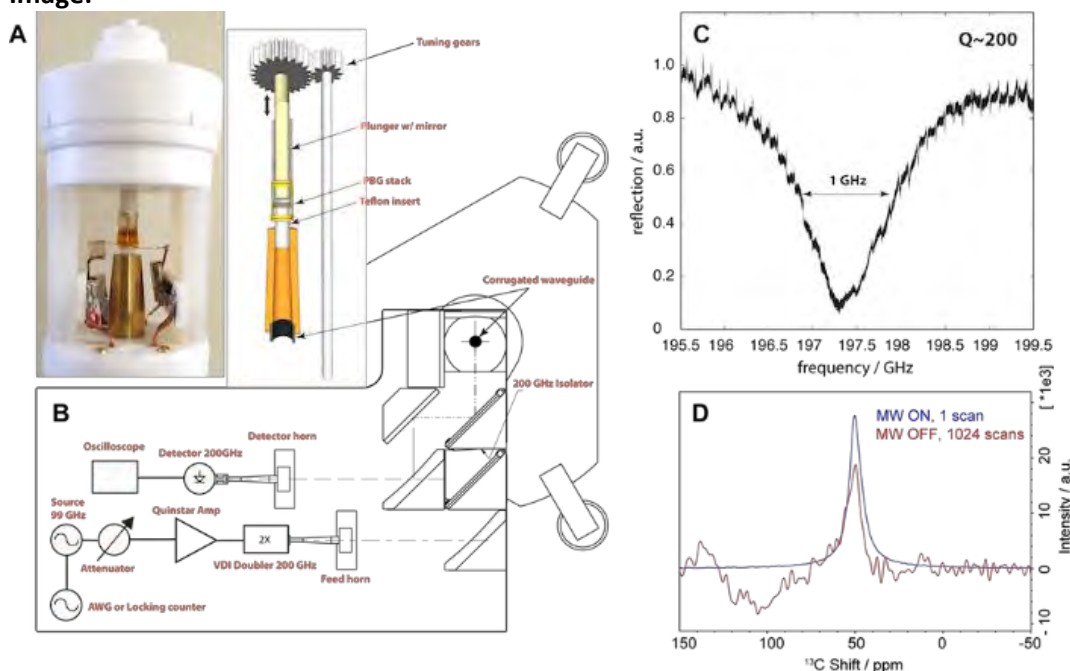 image.
A
Tuning gears
Plunger w/ mirror
PBG stack
Teflon insert
Corrugated waveguide
200 GHz Isolator
B
Detector horn
Oscilloscope
Detector 200GHz
Source
99 GHz
Quinstar Amp
2X
Attenuator
VDI Doubler 200 GHz
Feed horn
AWG or Locking counter
C
Q~200
1.0
0.8
0.6
0.4
0.2
0
reflection / a.u.
1 GHz
195.5 196 196.5 197 197.5 198 198.5 199 199.5
frequency / GHz
D
MW ON, 1 scan
MW OFF, 1024 scans
[ *1e3]
20
10
0
- 10
Intensity / a.u.
150 100 50 0 -50
¹³C Shift / ppm